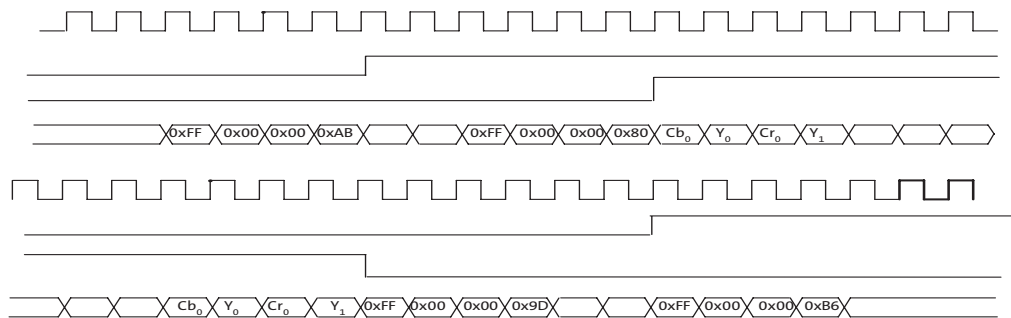 0xFF 0x00 0x00 0xAB 0xFF 0x00 0x00 0x80 Cb₀ Y₀ Cr₀ Y₁
Cb₀ Y₀ Cr₀ Y₁ 0xFF 0x00 0x00 0x9D 0xFF 0x00 0x00 0xB6